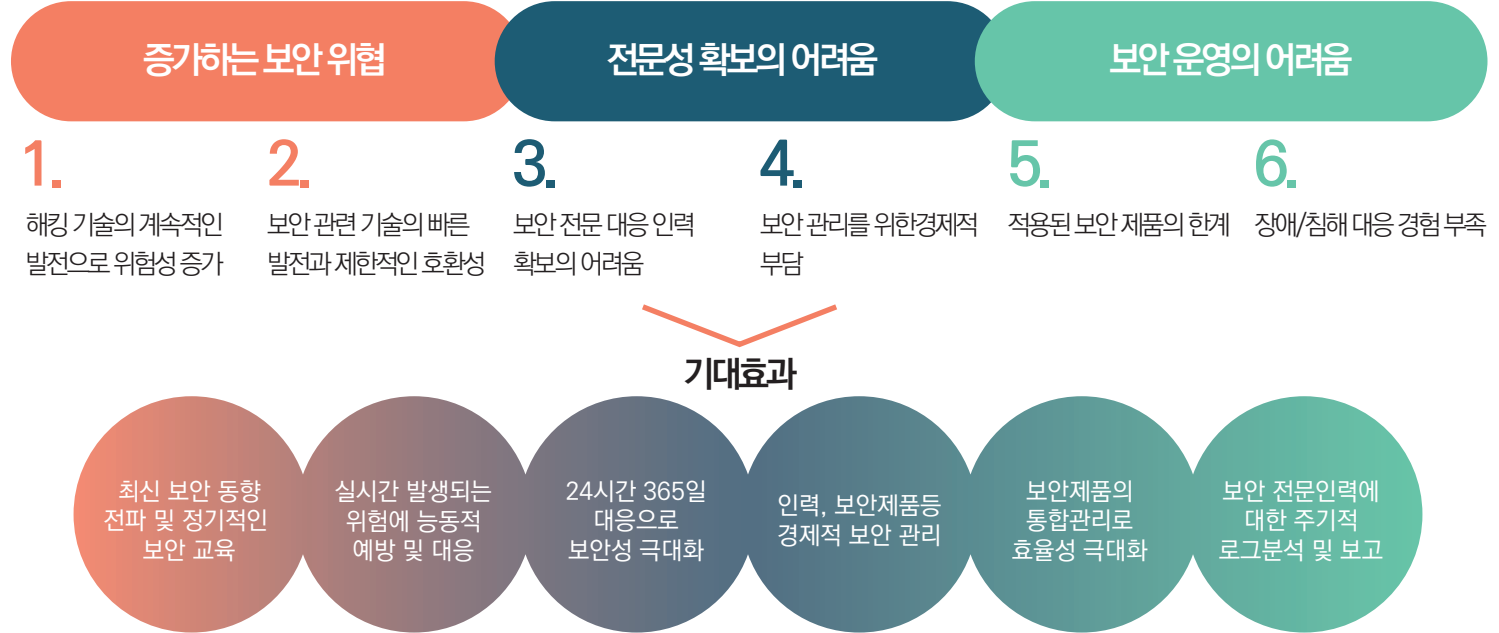 증가하는 보안 위협
전문성 확보의 어려움
보안 운영의 어려움
1.
해킹 기술의 계속적인
발전으로 위험성 증가
2.
보안 관련 기술의 빠른
발전과 제한적인 호환성
3.
보안 전문 대응 인력
확보의 어려움
4.
보안 관리를 위한경제적
부담
5.
적용된 보안 제품의 한계
6.
장애/침해 대응 경험 부족
기대효과
최신 보안 동향
전파 및 정기적인
보안 교육
실시간 발생되는
위험에 능동적
예방 및 대응
24시간 365일
대응으로
보안성 극대화
인력, 보안제품등
경제적 보안 관리
보안제품의
통합관리로
효율성 극대화
보안 전문인력에
대한 주기적
로그분석 및 보고